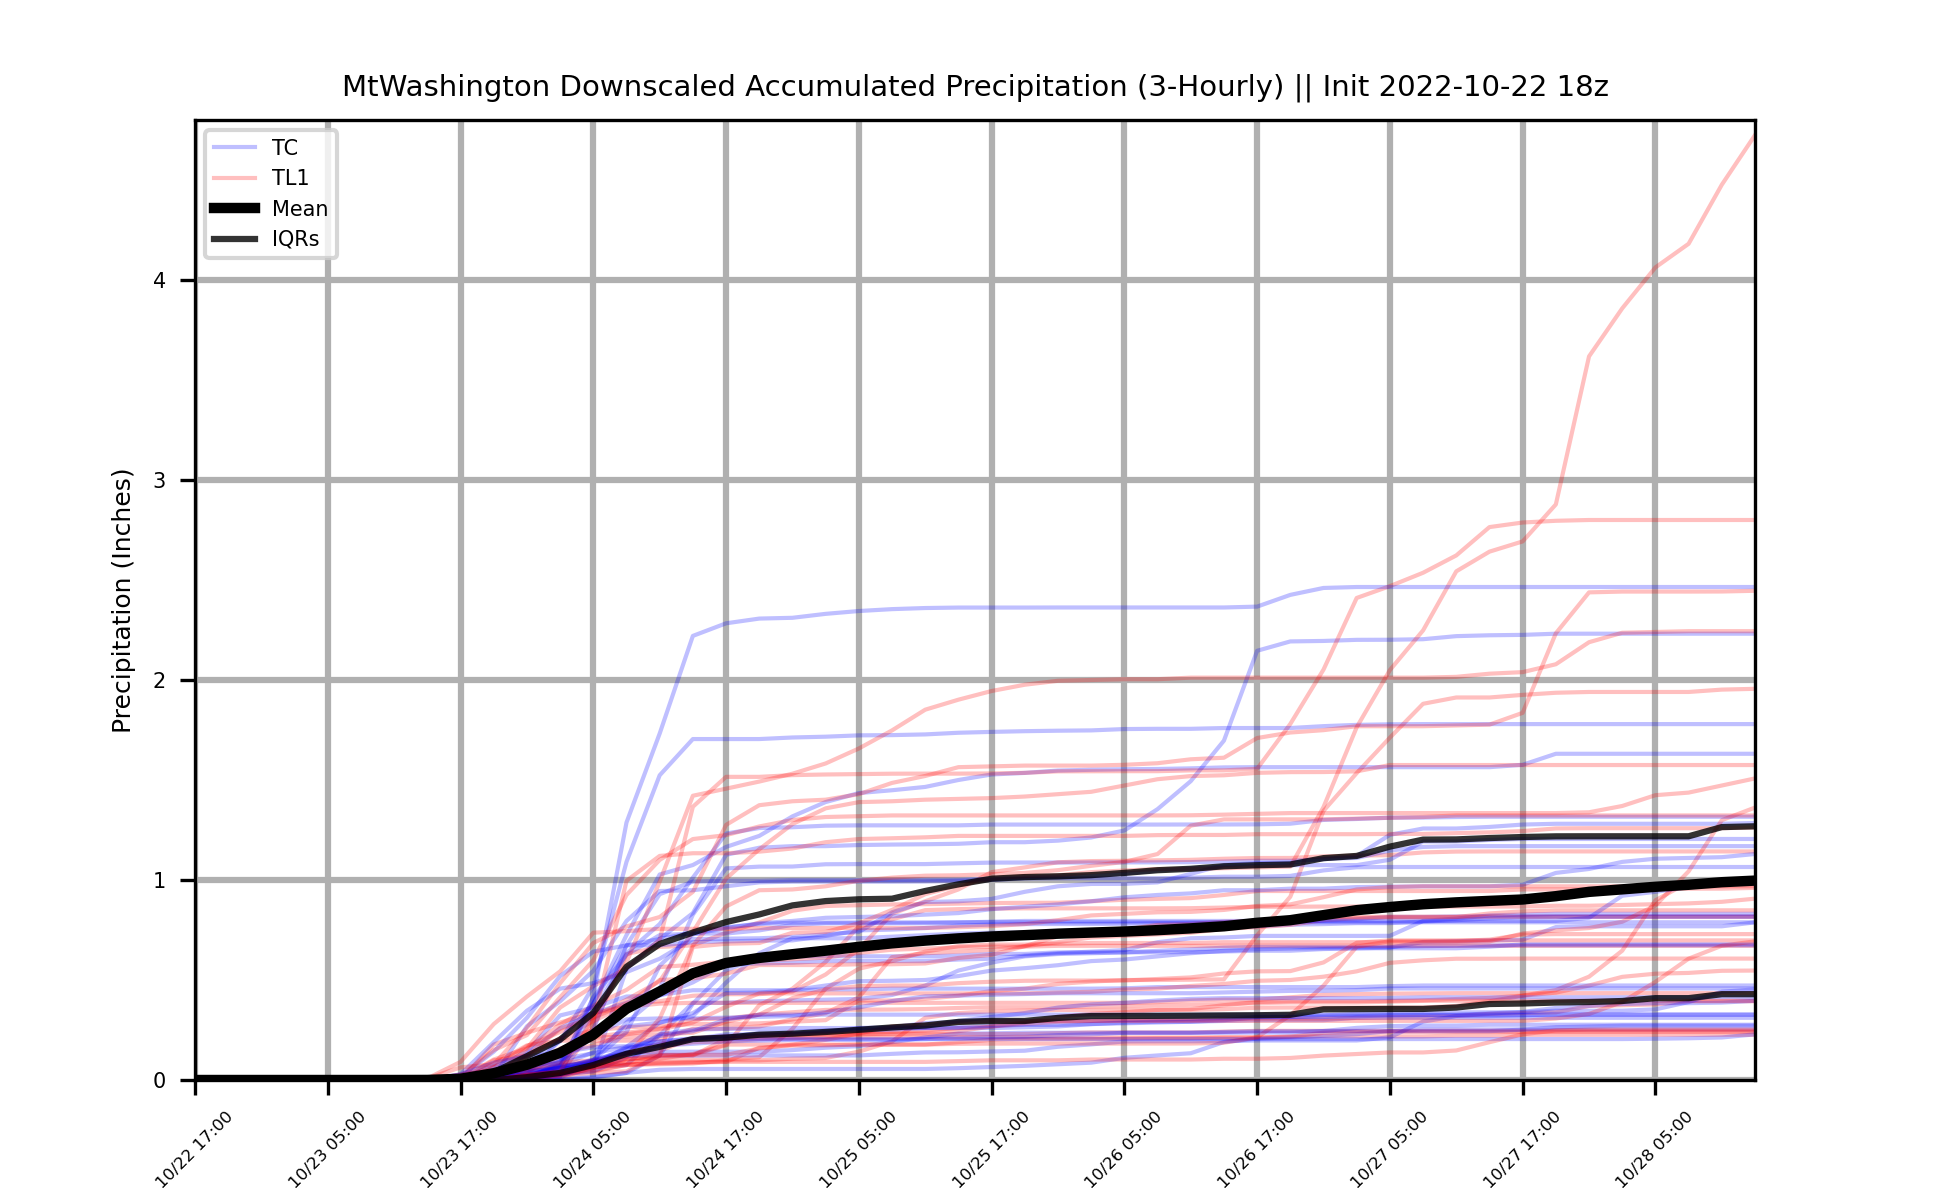 MtWashington Downscaled Accumulated Precipitation (3-Hourly) || Init 2022-10-22 18z
TC
TL1
Mean
IQRs
Precipitation (Inches)
4
3
2
1
0
10/22 17:00
10/23 05:00
10/23 17:00
10/24 05:00
10/24 17:00
10/25 05:00
10/25 17:00
10/26 05:00
10/26 17:00
10/27 05:00
10/27 17:00
10/28 05:00